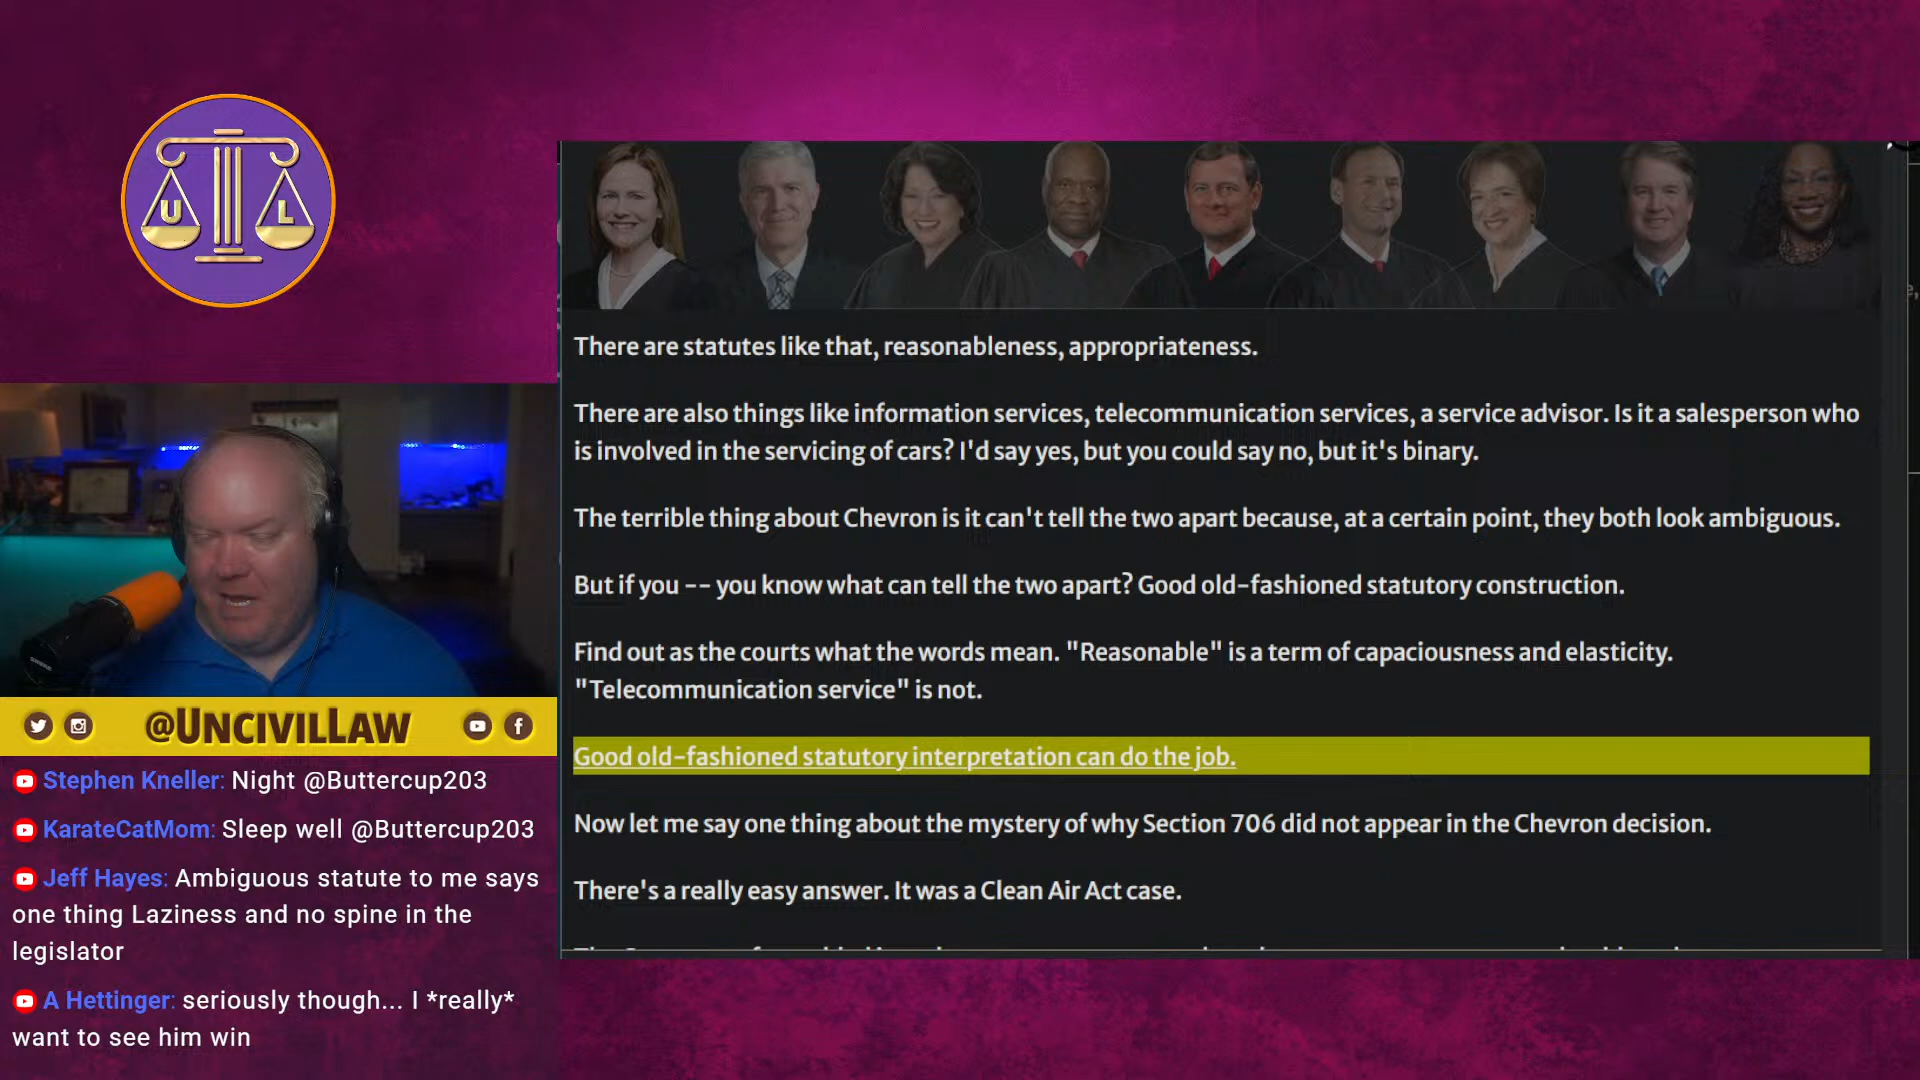 U L
There are statutes like that, reasonableness, appropriateness.
There are also things like information services, telecommunication services, a service advisor. Is it a salesperson who
is involved in the servicing of cars? I'd say yes, but you could say no, but it's binary.
The terrible thing about Chevron is it can't tell the two apart because, at a certain point, they both look ambiguous.
But if you -- you know what can tell the two apart? Good old-fashioned statutory construction.
Find out as the courts what the words mean. "Reasonable" is a term of capaciousness and elasticity.
"Telecommunication service" is not.
Good old-fashioned statutory interpretation can do the job.
Now let me say one thing about the mystery of why Section 706 did not appear in the Chevron decision.
There's a really easy answer. It was a Clean Air Act case.
@UNCIVILLAW
Stephen Kneller: Night @Buttercup203
KarateCatMom: Sleep well @Buttercup203
Jeff Hayes: Ambiguous statute to me says
one thing Laziness and no spine in the
legislator
A Hettinger: seriously though... I *really*
want to see him win